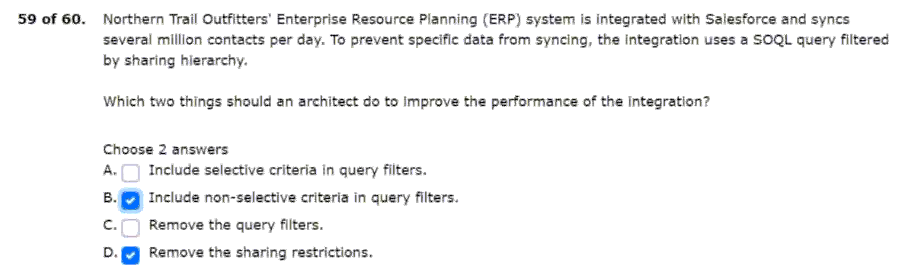 59 of 60. Northern Trail Outfitters' Enterprise Resource Planning (ERP) system is integrated with Salesforce and syncs
several million contacts per day. To prevent specific data from syncing, the integration uses a SOQL query filtered
by sharing hierarchy.
Which two things should an architect do to improve the performance of the integration?
Choose 2 answers
A. Include selective criteria in query filters.
B. Include non-selective criteria in query filters.
C. Remove the query filters.
D. Remove the sharing restrictions.